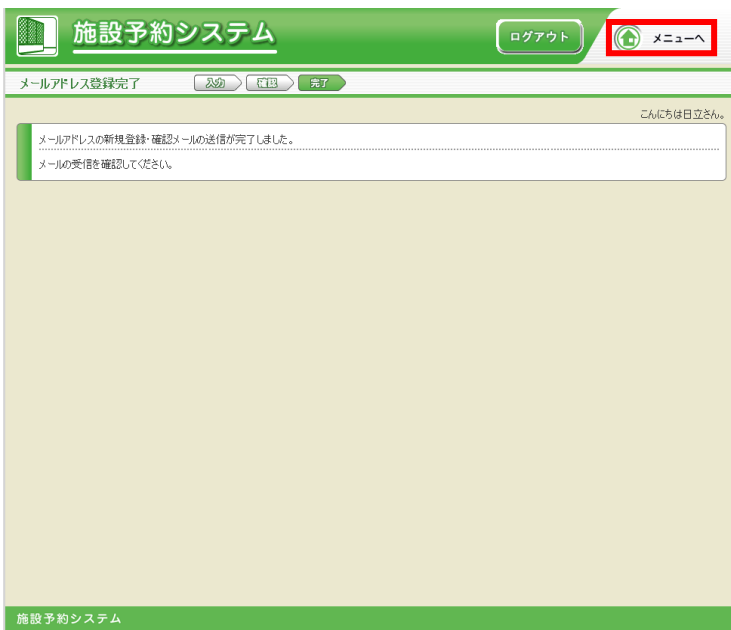 施設予約システム
ログアウト
メニューへ
メールアドレス登録完了
入力
確認
完了
こんにちは日立さん。
メールアドレスの新規登録・確認メールの送信が完了しました。
メールの受信を確認してください。
施設予約システム